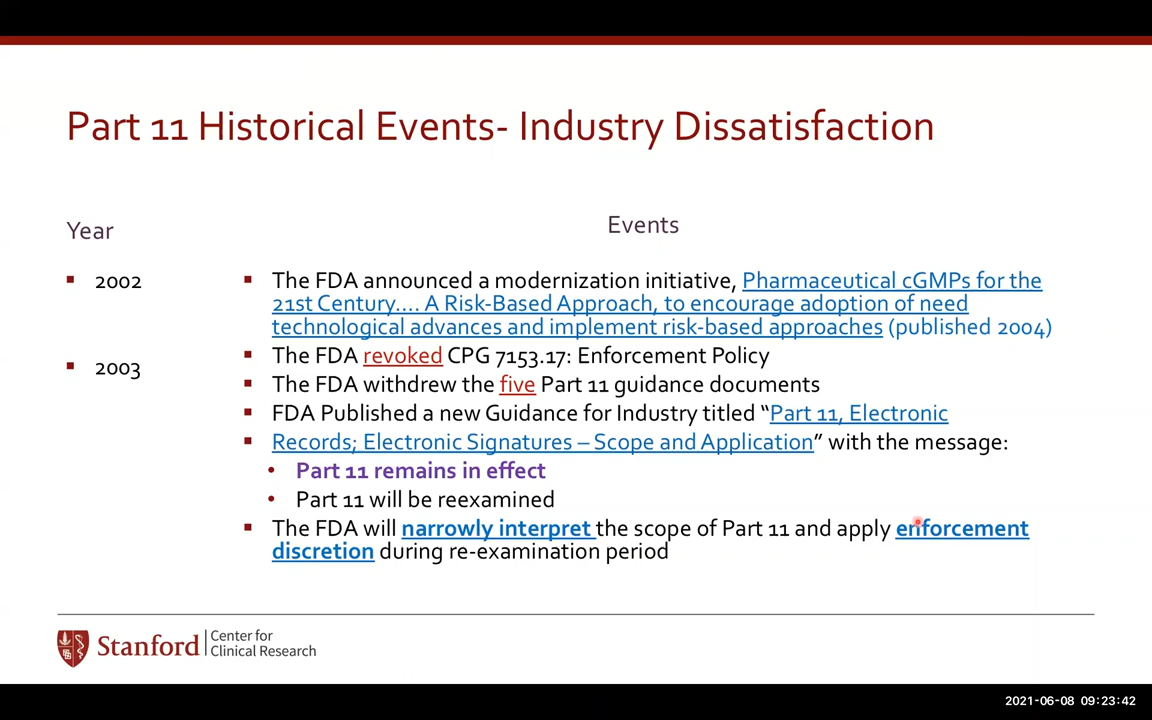 Part 11 Historical Events- Industry Dissatisfaction
Year
Events
2002
The FDA announced a modernization initiative, Pharmaceutical cGMPs for the
21st Century.... A Risk-Based Approach, to encourage adoption of need
technological advances and implement risk-based approaches (published 2004)
2003
The FDA revoked CPG 7153.17: Enforcement Policy
The FDA withdrew the five Part 11 guidance documents
FDA Published a new Guidance for Industry titled “Part 11, Electronic
Records; Electronic Signatures – Scope and Application” with the message:
Part 11 remains in effect
Part 11 will be reexamined
The FDA will narrowly interpret the scope of Part 11 and apply enforcement
discretion during re-examination period
Stanford
Center for
Clinical Research
2021-06-08 09:23:42